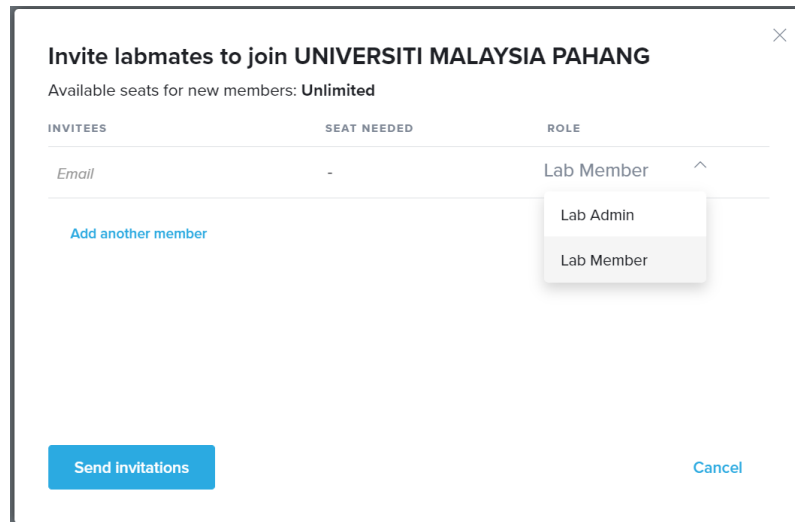 Invite labmates to join UNIVERSITI MALAYSIA PAHANG
Available seats for new members: Unlimited
INVITEES SEAT NEEDED ROLE
Email - Lab Member
Lab Admin
Add another member
Lab Member
Send invitations Cancel